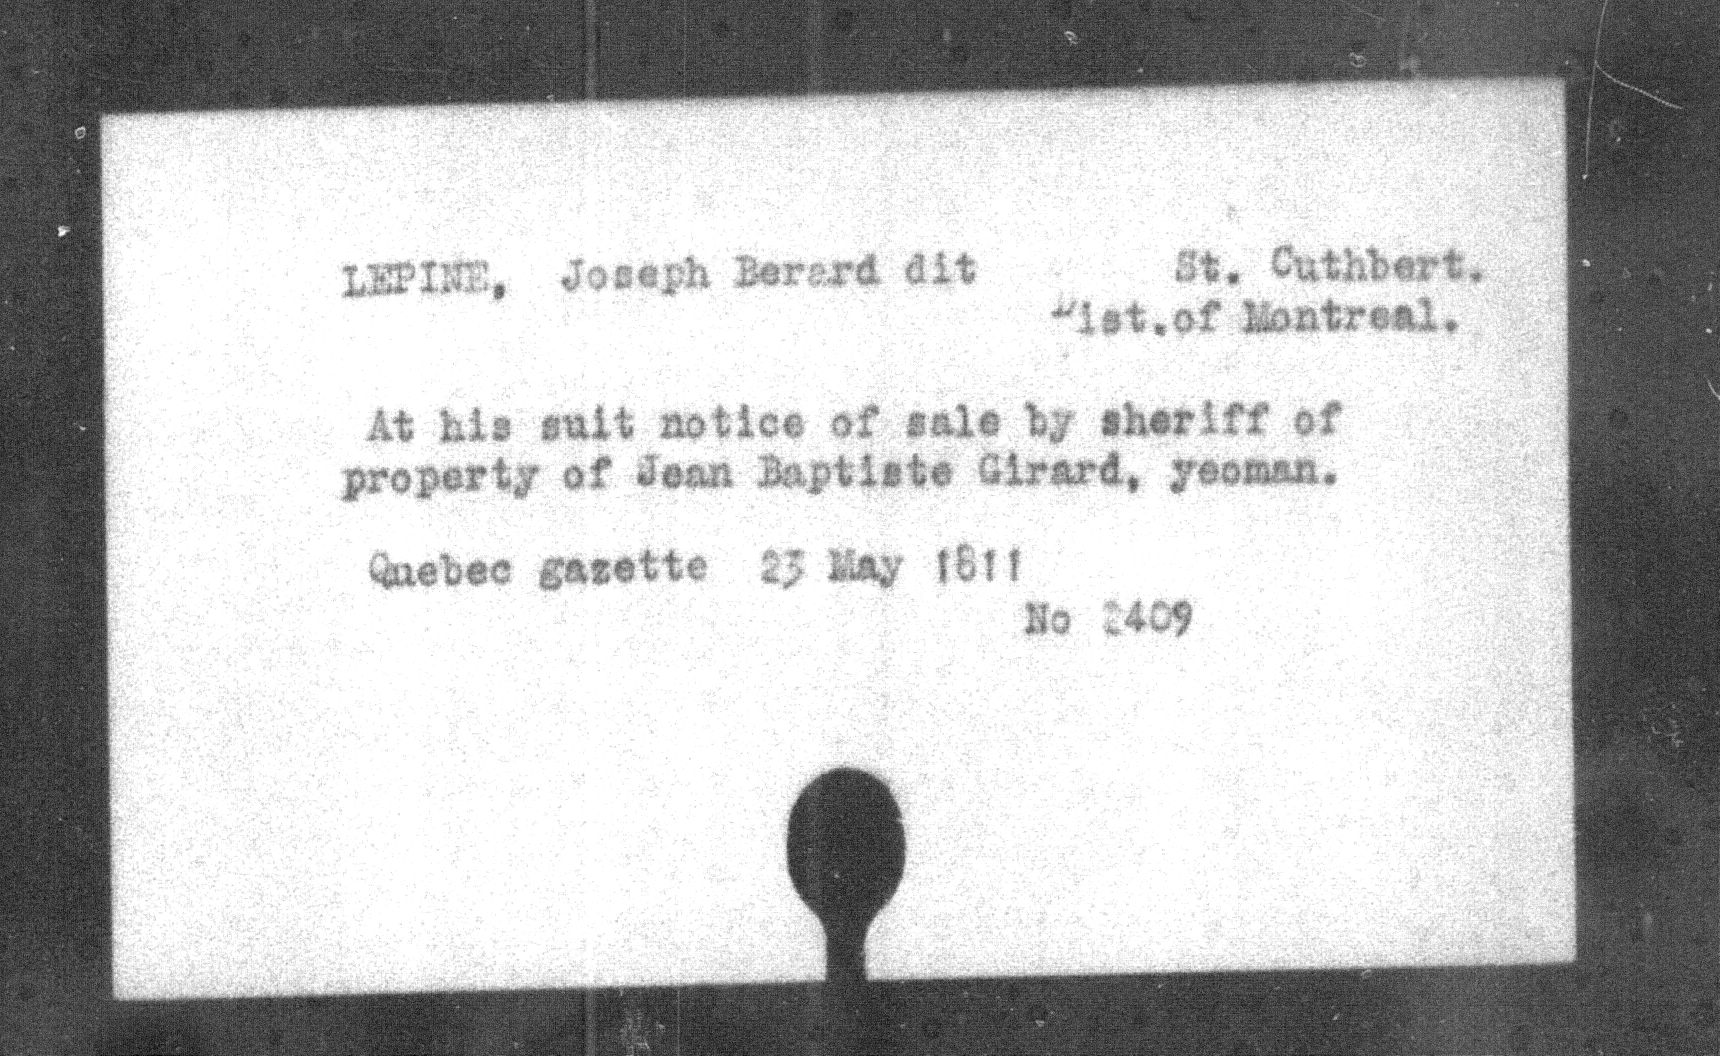 LEPINE, Joseph Berard dit St. Cuthbert.
Dist.of Montreal.
At his suit notice of sale by sheriff of
property of Jean Baptiste Girard, yeoman.
Quebec gazette 23 May 1811
No 2409